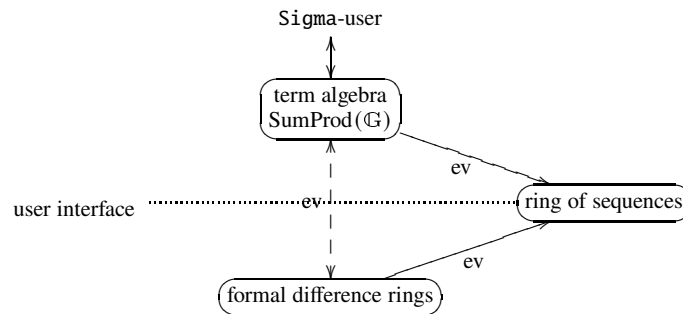 Sigma-user
term algebra
SumProd(𝔾)
ev
ev
ring of sequences
user interface
ev
formal difference rings